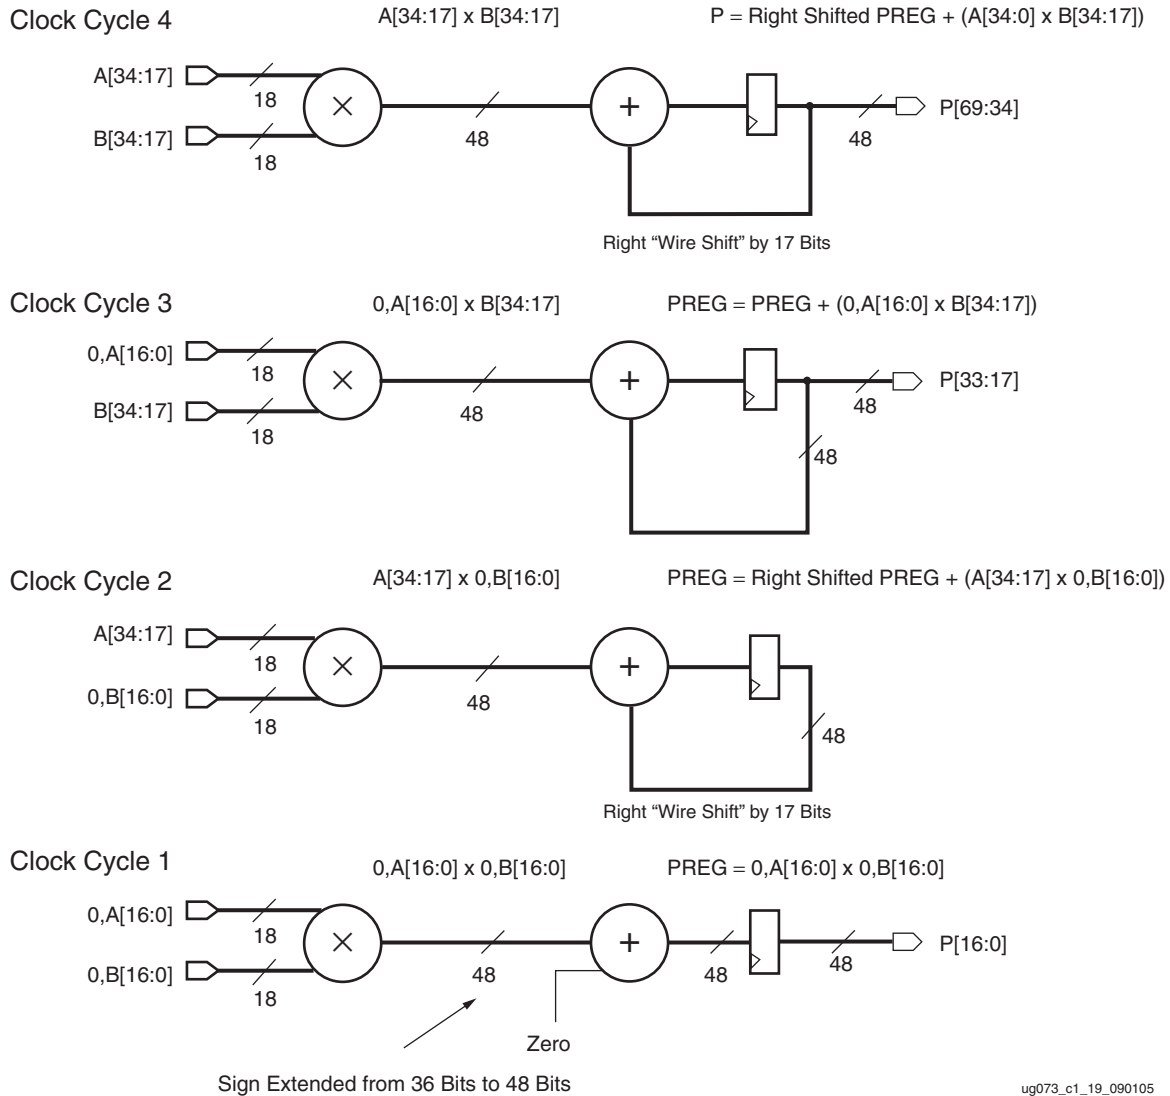 Clock Cycle 4
A[34:17] x B[34:17]
P = Right Shifted PREG + (A[34:0] x B[34:17])
A[34:17]
18
B[34:17]
18
×
48
+
48
P[69:34]
Right “Wire Shift” by 17 Bits
Clock Cycle 3
0,A[16:0] x B[34:17]
PREG = PREG + (0,A[16:0] x B[34:17])
0,A[16:0]
18
B[34:17]
18
×
48
+
48
48
P[33:17]
Clock Cycle 2
A[34:17] x 0,B[16:0]
PREG = Right Shifted PREG + (A[34:17] x 0,B[16:0])
A[34:17]
18
0,B[16:0]
18
×
48
+
48
Right “Wire Shift” by 17 Bits
Clock Cycle 1
0,A[16:0] x 0,B[16:0]
PREG = 0,A[16:0] x 0,B[16:0]
0,A[16:0]
18
0,B[16:0]
18
×
48
+
48
48
P[16:0]
Zero
Sign Extended from 36 Bits to 48 Bits
ug073_c1_19_090105